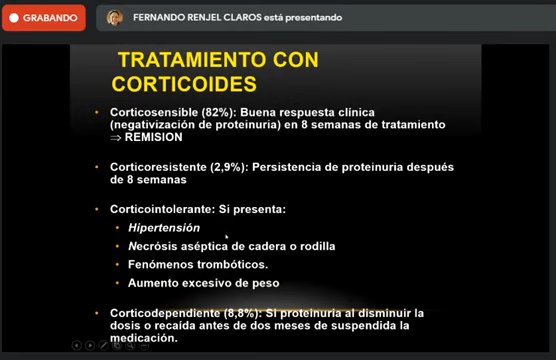 GRABANDO
FERNANDO RENJEL CLAROS está presentando
TRATAMIENTO CON
CORTICOIDES
• Corticosensible (82%): Buena respuesta clínica
(negativización de proteinuria) en 8 semanas de tratamiento
⇒ REMISION
• Corticoresistente (2,9%): Persistencia de proteinuria después
de 8 semanas
• Corticointolerante: Si presenta:
• Hipertensión
• Necrósis aséptica de cadera o rodilla
• Fenómenos trombóticos.
• Aumento excesivo de peso
• Corticodependiente (8,8%): Si proteinuria al disminuir la
dosis o recaída antes de dos meses de suspendida la
medicación.